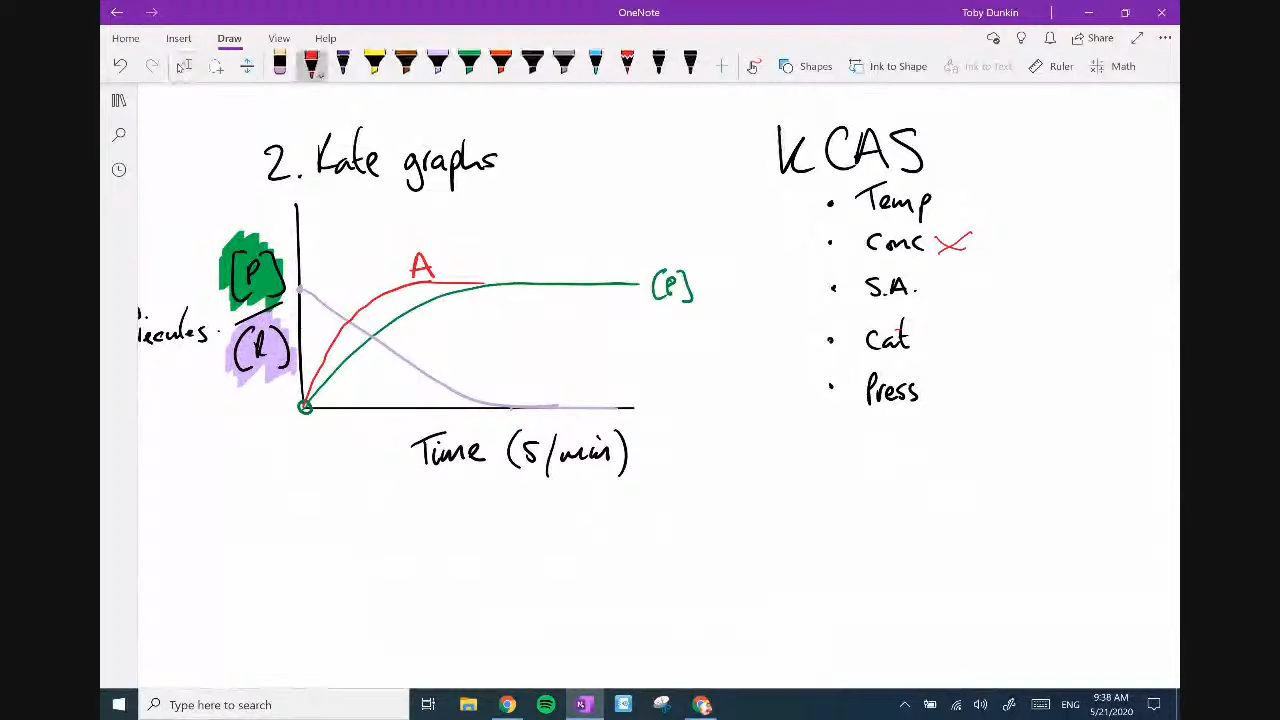 OneNote
Toby Dunkin
Home Insert Draw View Help
Share
Shapes Ink to Shape Ink to Text Ruler Math
2. Rate graphs
KCAS
• Temp
• Conc
• S.A.
• Cat
• Press
[P]
[R]
A
[P]
Time (s/min)
Type here to search
ENG
9:38 AM
5/21/2020